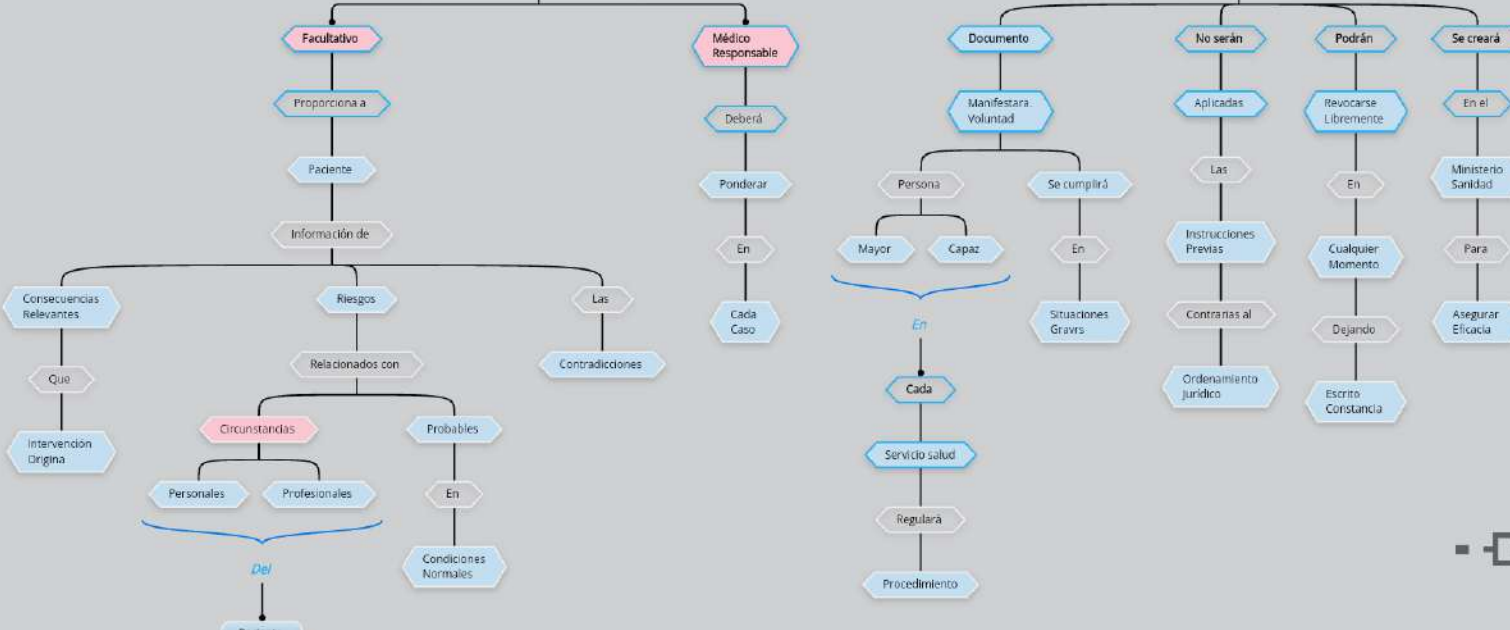 Facultativo
Proporciona a
Paciente
Información de
Consecuencias
Relevantes
Que
Intervención
Origina
Riesgos
Relacionados con
Circunstancias
Personales
Profesionales
Del
Probables
En
Condiciones
Normales
Las
Contradicciones
Médico
Responsable
Deberá
Ponderar
En
Cada
Caso
Documento
Manifestara
Voluntad
Persona
Mayor
Capaz
En
Cada
Servicio salud
Regulará
Procedimiento
Se cumplirá
En
Situaciones
Gravrs
No serán
Aplicadas
Las
Instrucciones
Previas
Contrarias al
Ordenamiento
Jurídico
Podrán
Revocarse
Libremente
En
Cualquier
Momento
Dejando
Escrito
Constancia
Se creará
En el
Ministerio
Sanidad
Para
Asegurar
Eficacia